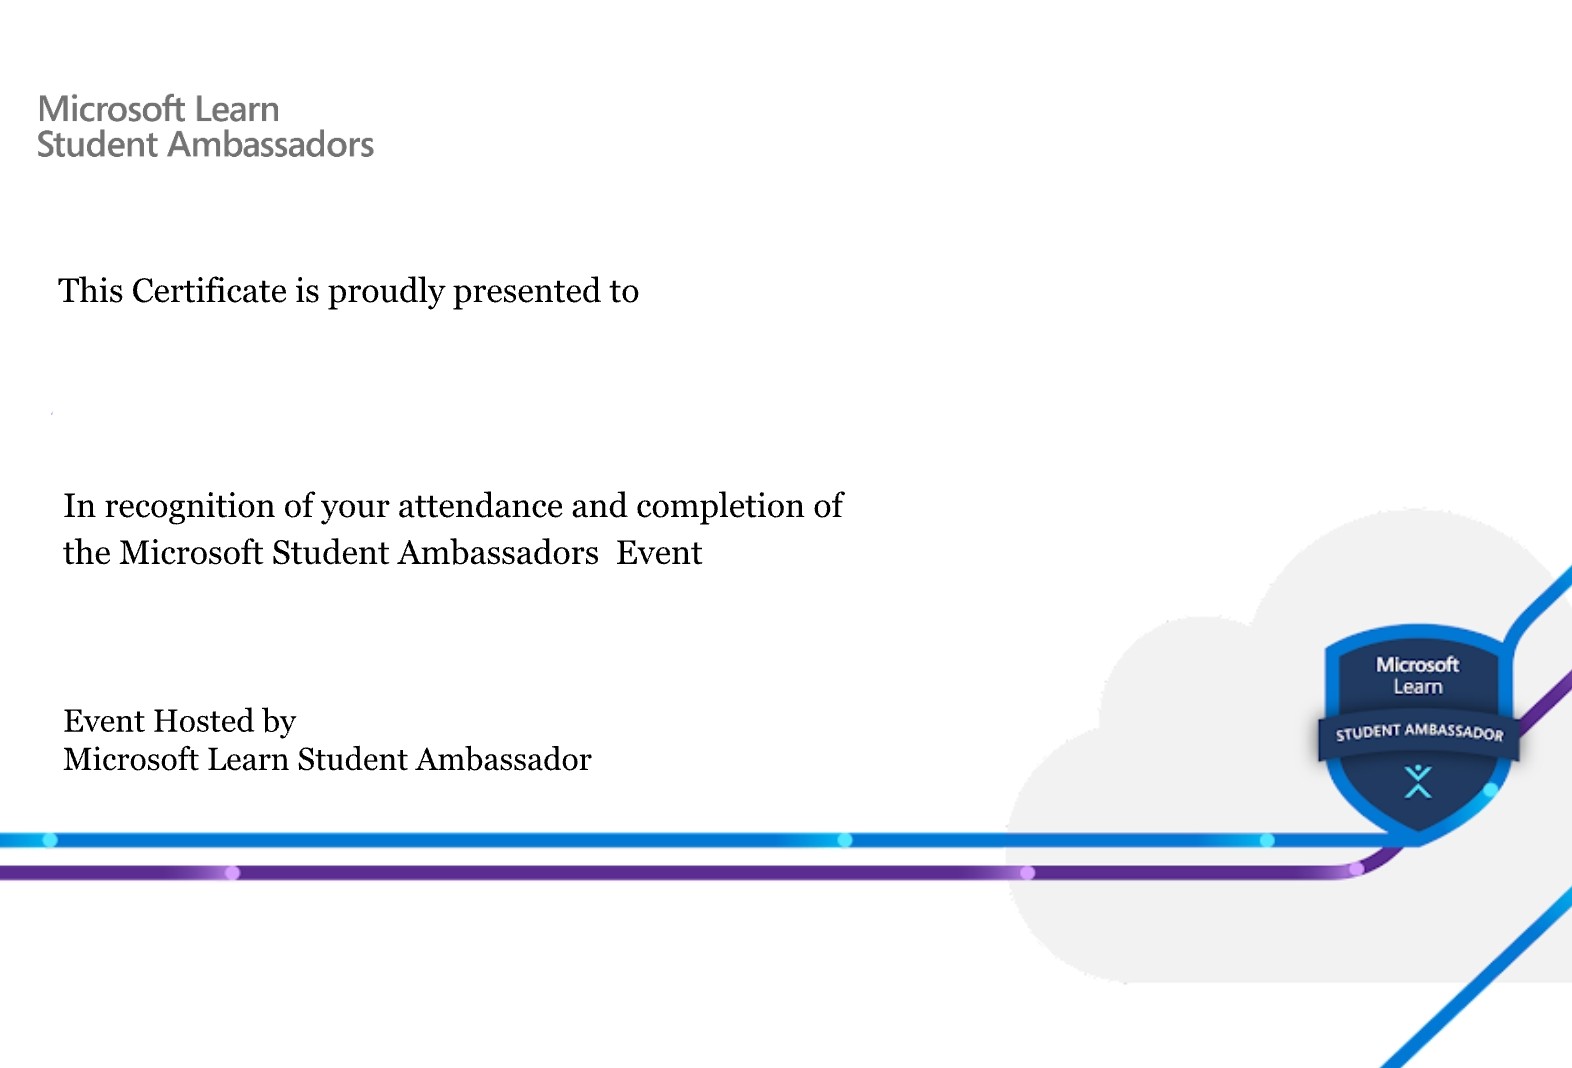 Microsoft Learn
Student Ambassadors
This Certificate is proudly presented to
In recognition of your attendance and completion of
the Microsoft Student Ambassadors  Event
Event Hosted by
Microsoft Learn Student Ambassador
Microsoft
Learn
STUDENT AMBASSADOR